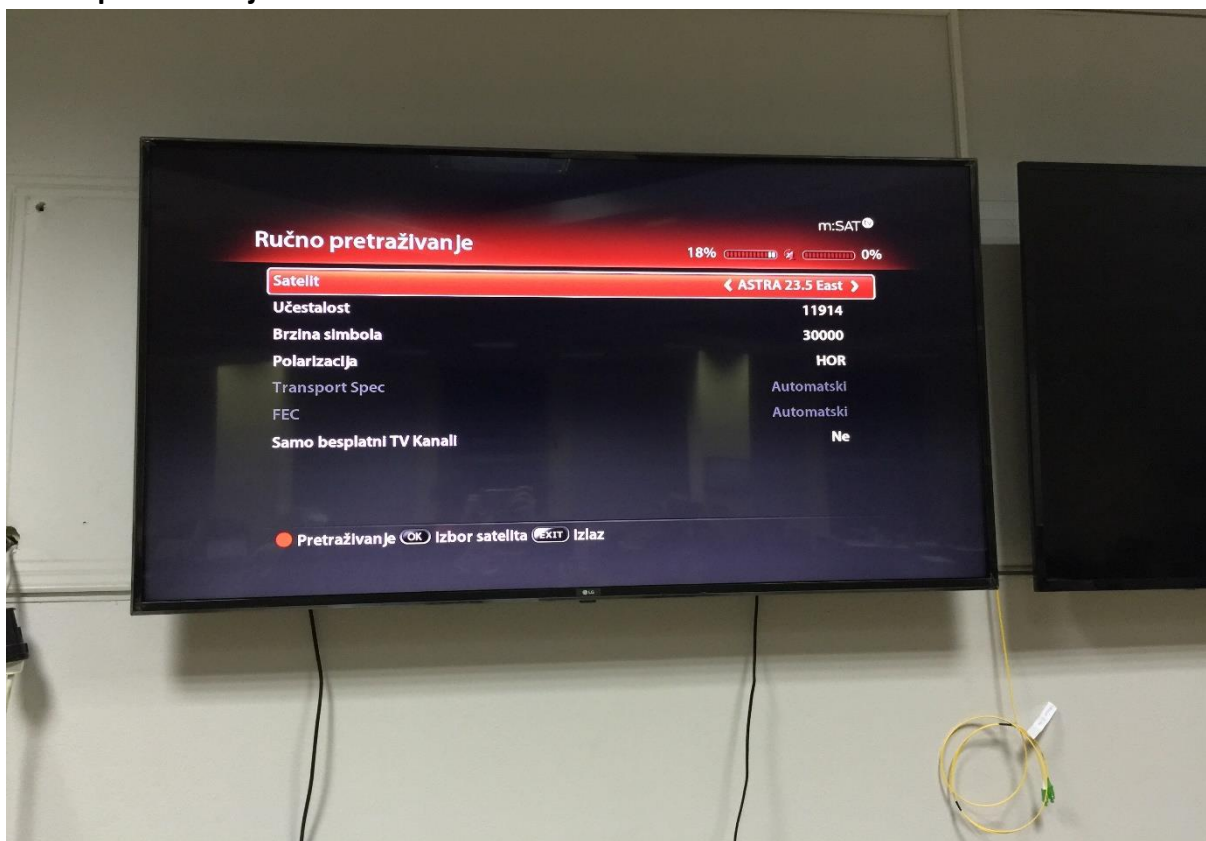 m:SAT tv
Ručno pretraživanje
18% 0%
Satelit ASTRA 23.5 East
Učestalost 11914
Brzina simbola 30000
Polarizacija HOR
Transport Spec Automatski
FEC Automatski
Samo besplatni TV Kanali Ne
Pretraživanje OK Izbor satelita EXIT Izlaz
LG